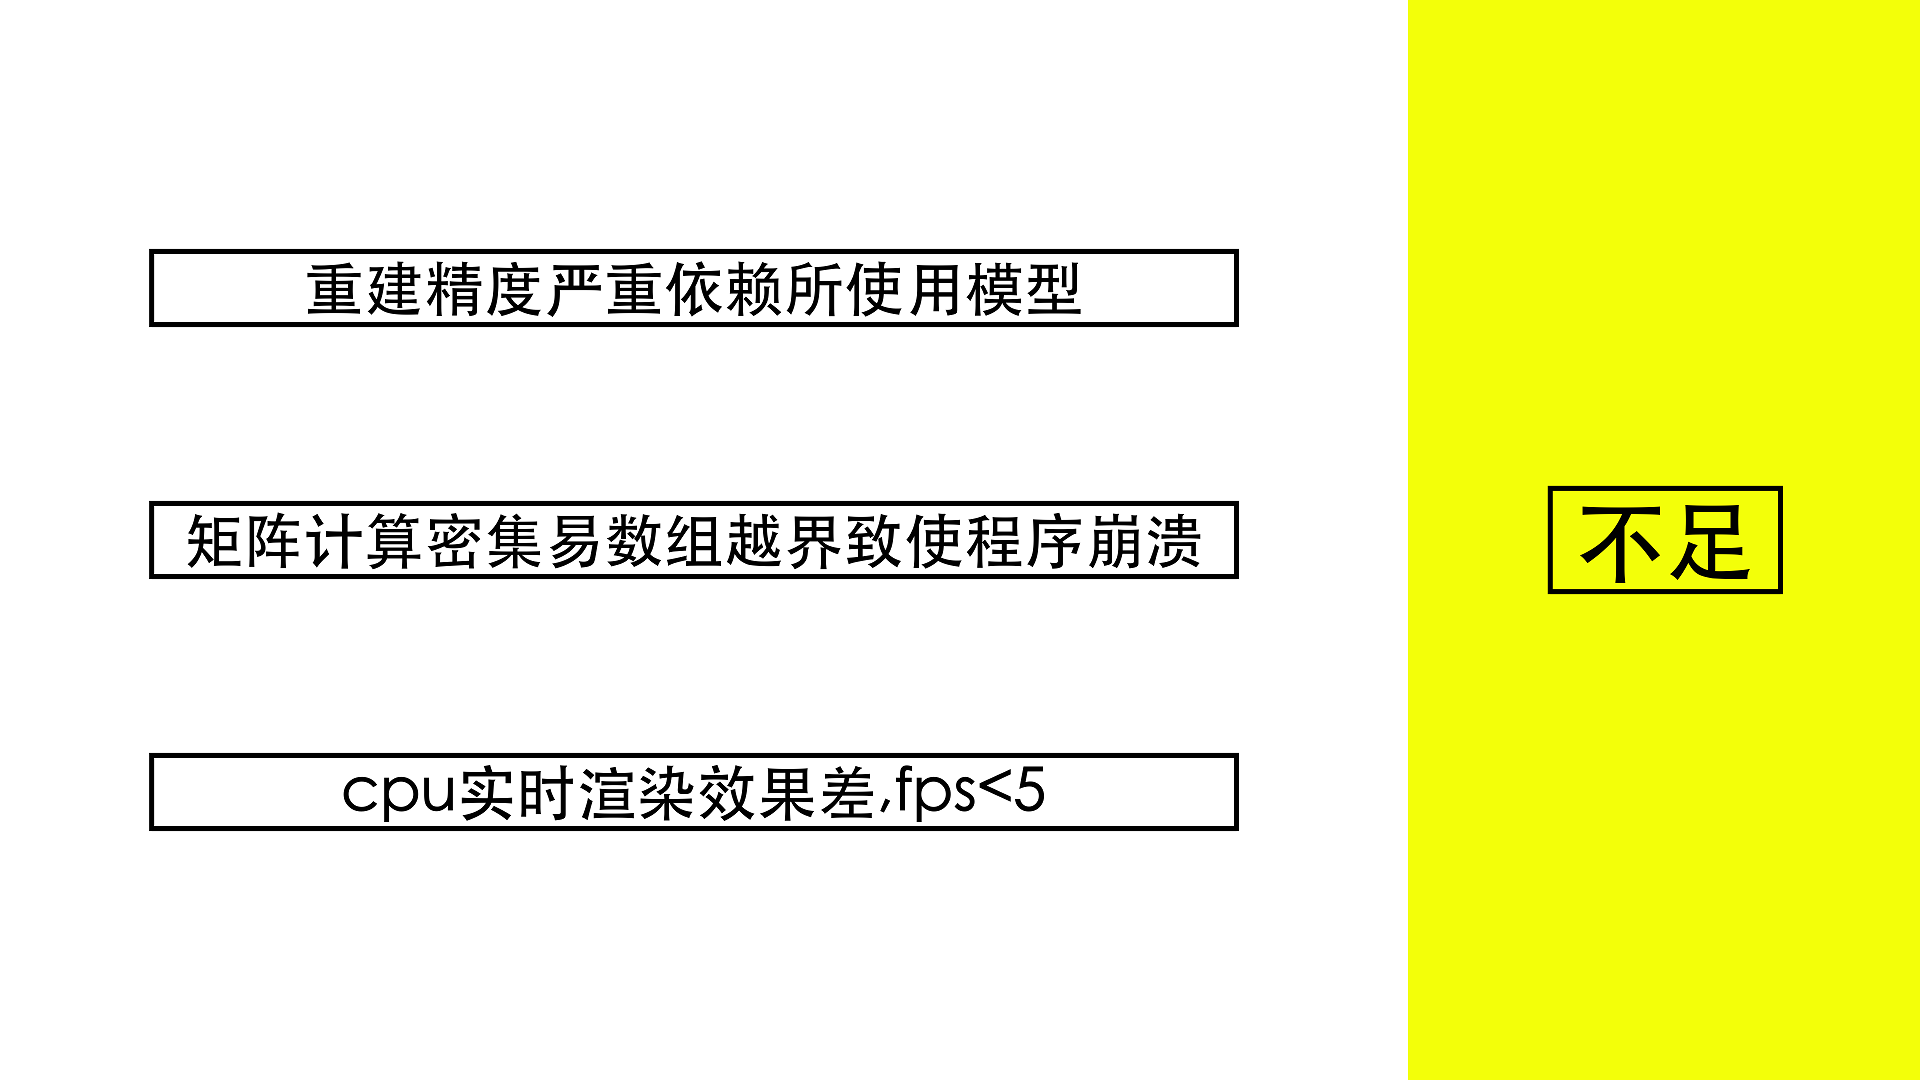 重建精度严重依赖所使用模型
矩阵计算密集易数组越界致使程序崩溃
cpu实时渲染效果差,fps<5
不足